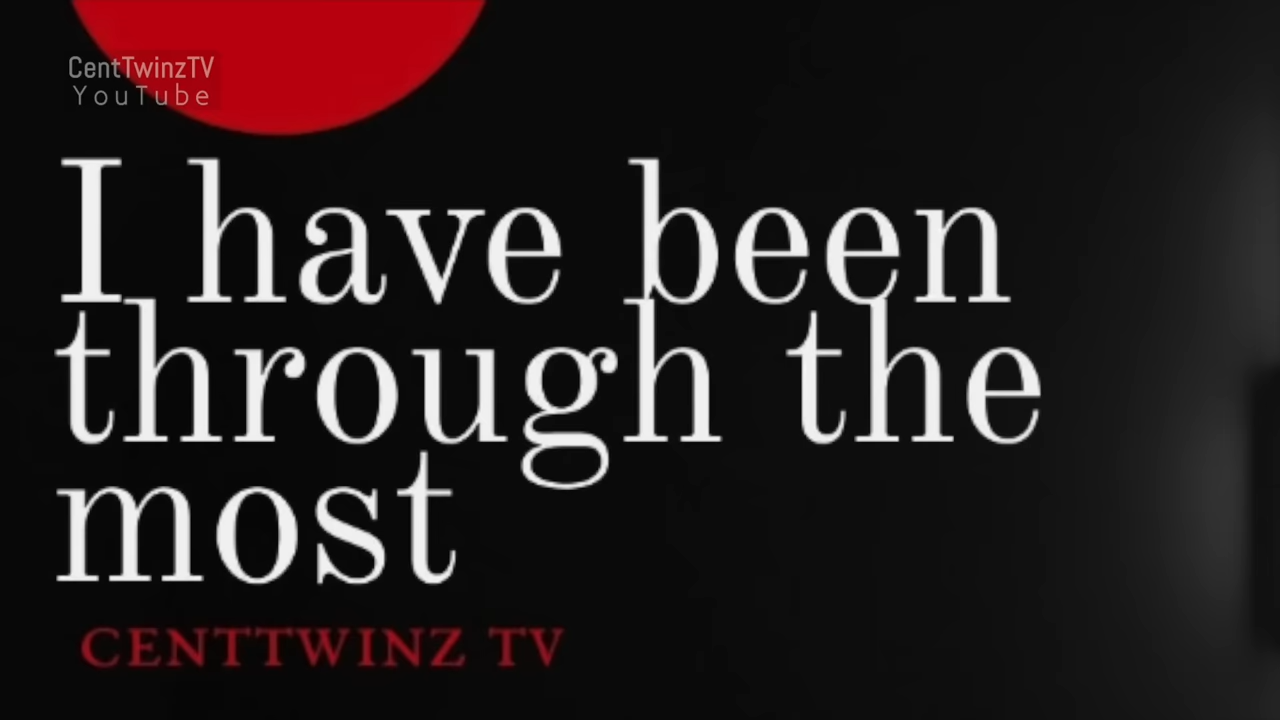 CentTwinzTV
YouTube
I have been
through the
most
CENTTWINZ TV